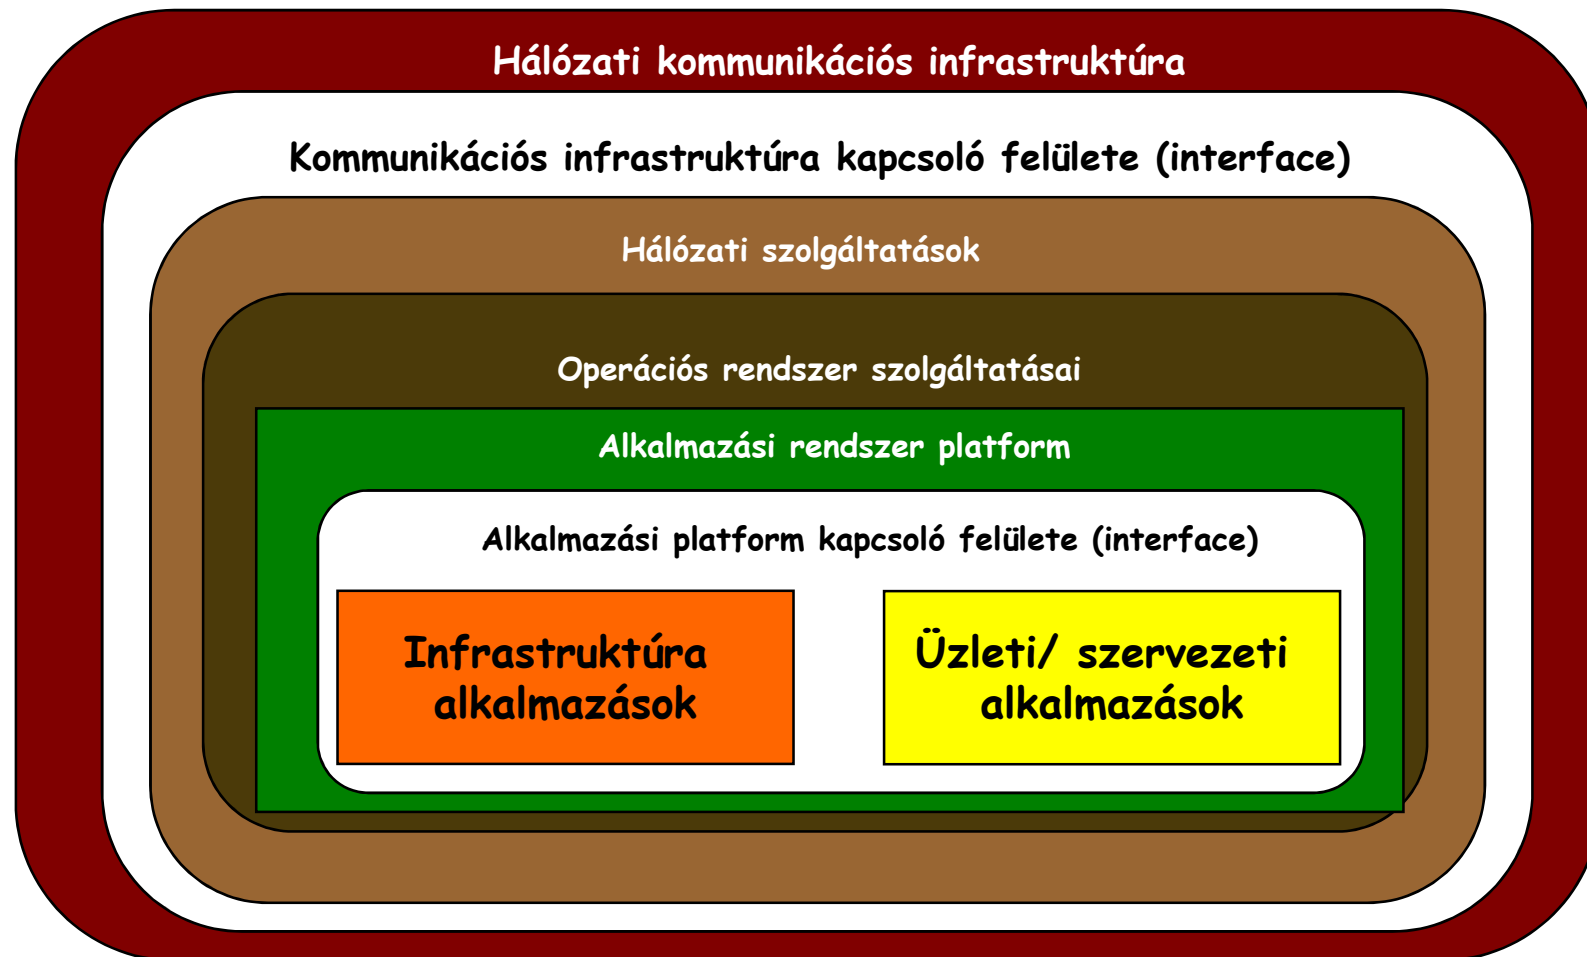 Hálózati kommunikációs infrastruktúra
Kommunikációs infrastruktúra kapcsoló felülete (interface)
Hálózati szolgáltatások
Operációs rendszer szolgáltatásai
Alkalmazási rendszer platform
Alkalmazási platform kapcsoló felülete (interface)
Infrastruktúra
alkalmazások
Üzleti/ szervezeti
alkalmazások